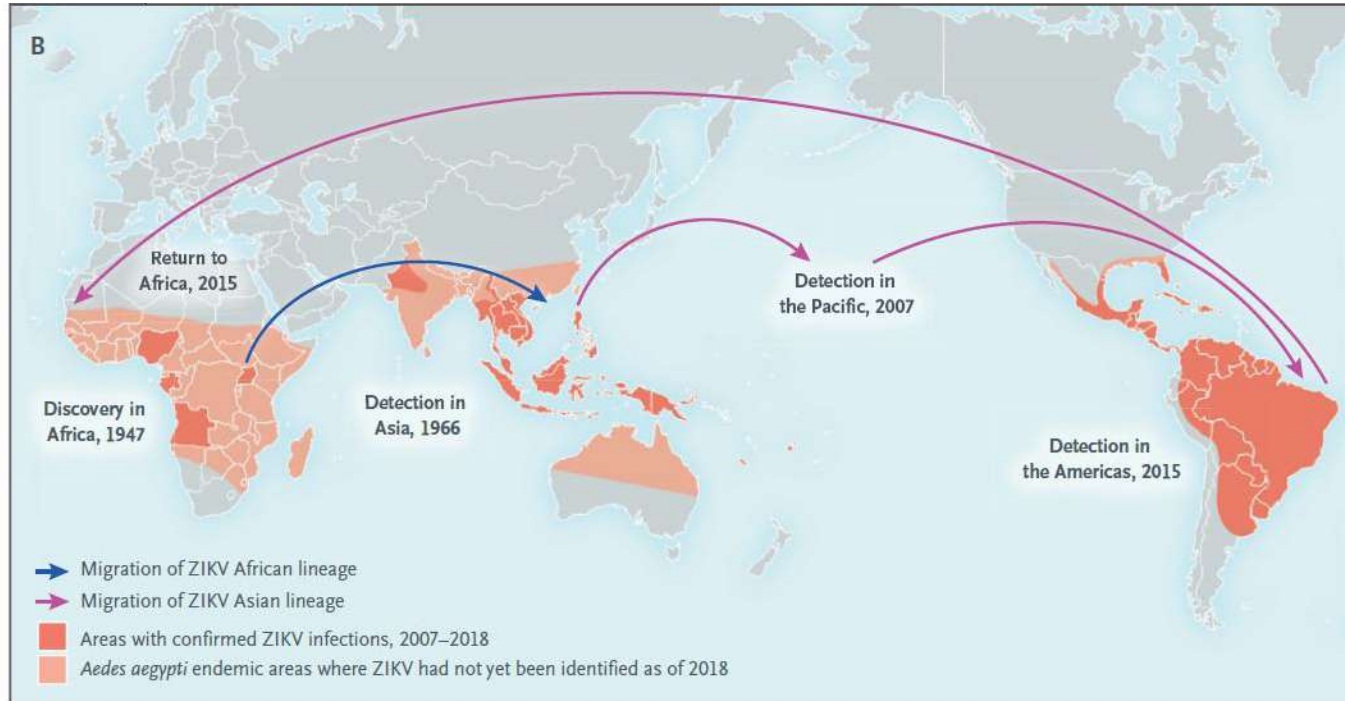 B
Return to
Africa, 2015
Detection in
the Pacific, 2007
Discovery in
Africa, 1947
Detection in
Asia, 1966
Detection in
the Americas, 2015
Migration of ZIKV African lineage
Migration of ZIKV Asian lineage
Areas with confirmed ZIKV infections, 2007–2018
Aedes aegypti endemic areas where ZIKV had not yet been identified as of 2018